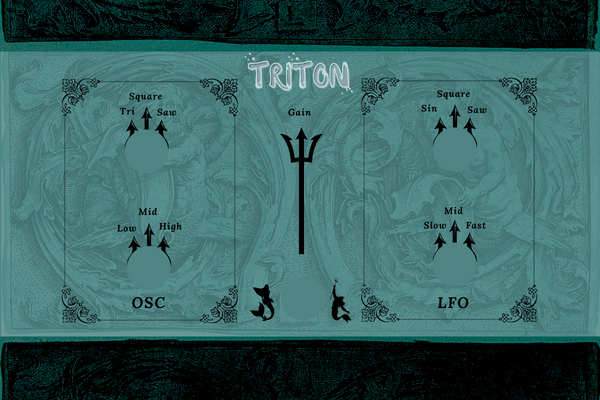 TRITON
Square
Tri Saw
Mid
Low High
OSC
Gain
Square
Sin Saw
Mid
Slow Fast
LFO